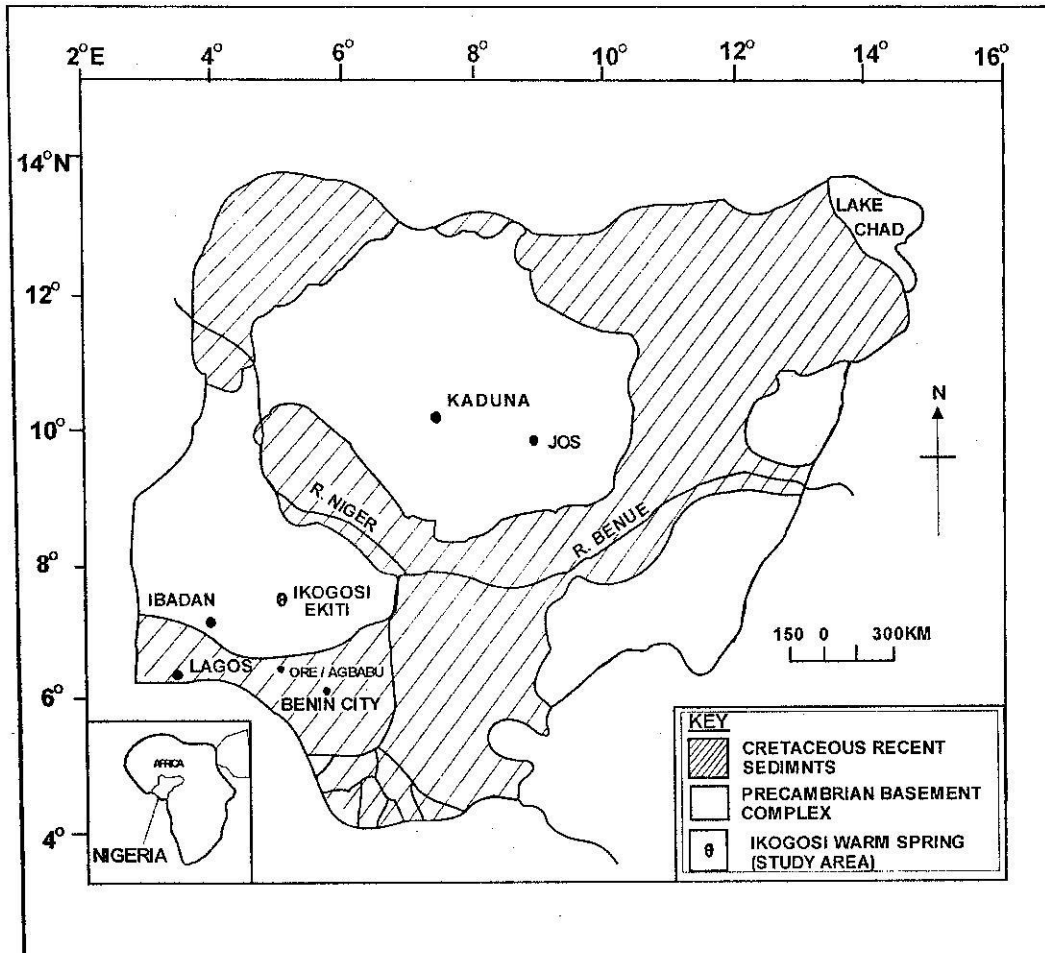 2°E 4° 6° 8° 10° 12° 14° 16°
14°N
12°
10°
8°
6°
4°
LAKE
CHAD
KADUNA
JOS
N
R. NIGER
R. BENUE
IBADAN
IKOGOSI
EKITI
LAGOS
ORE / AGBABU
BENIN CITY
150 0 300KM
AFRICA
NIGERIA
KEY
CRETACEOUS RECENT
SEDIMNTS
PRECAMBRIAN BASEMENT
COMPLEX
θ IKOGOSI WARM SPRING
(STUDY AREA)